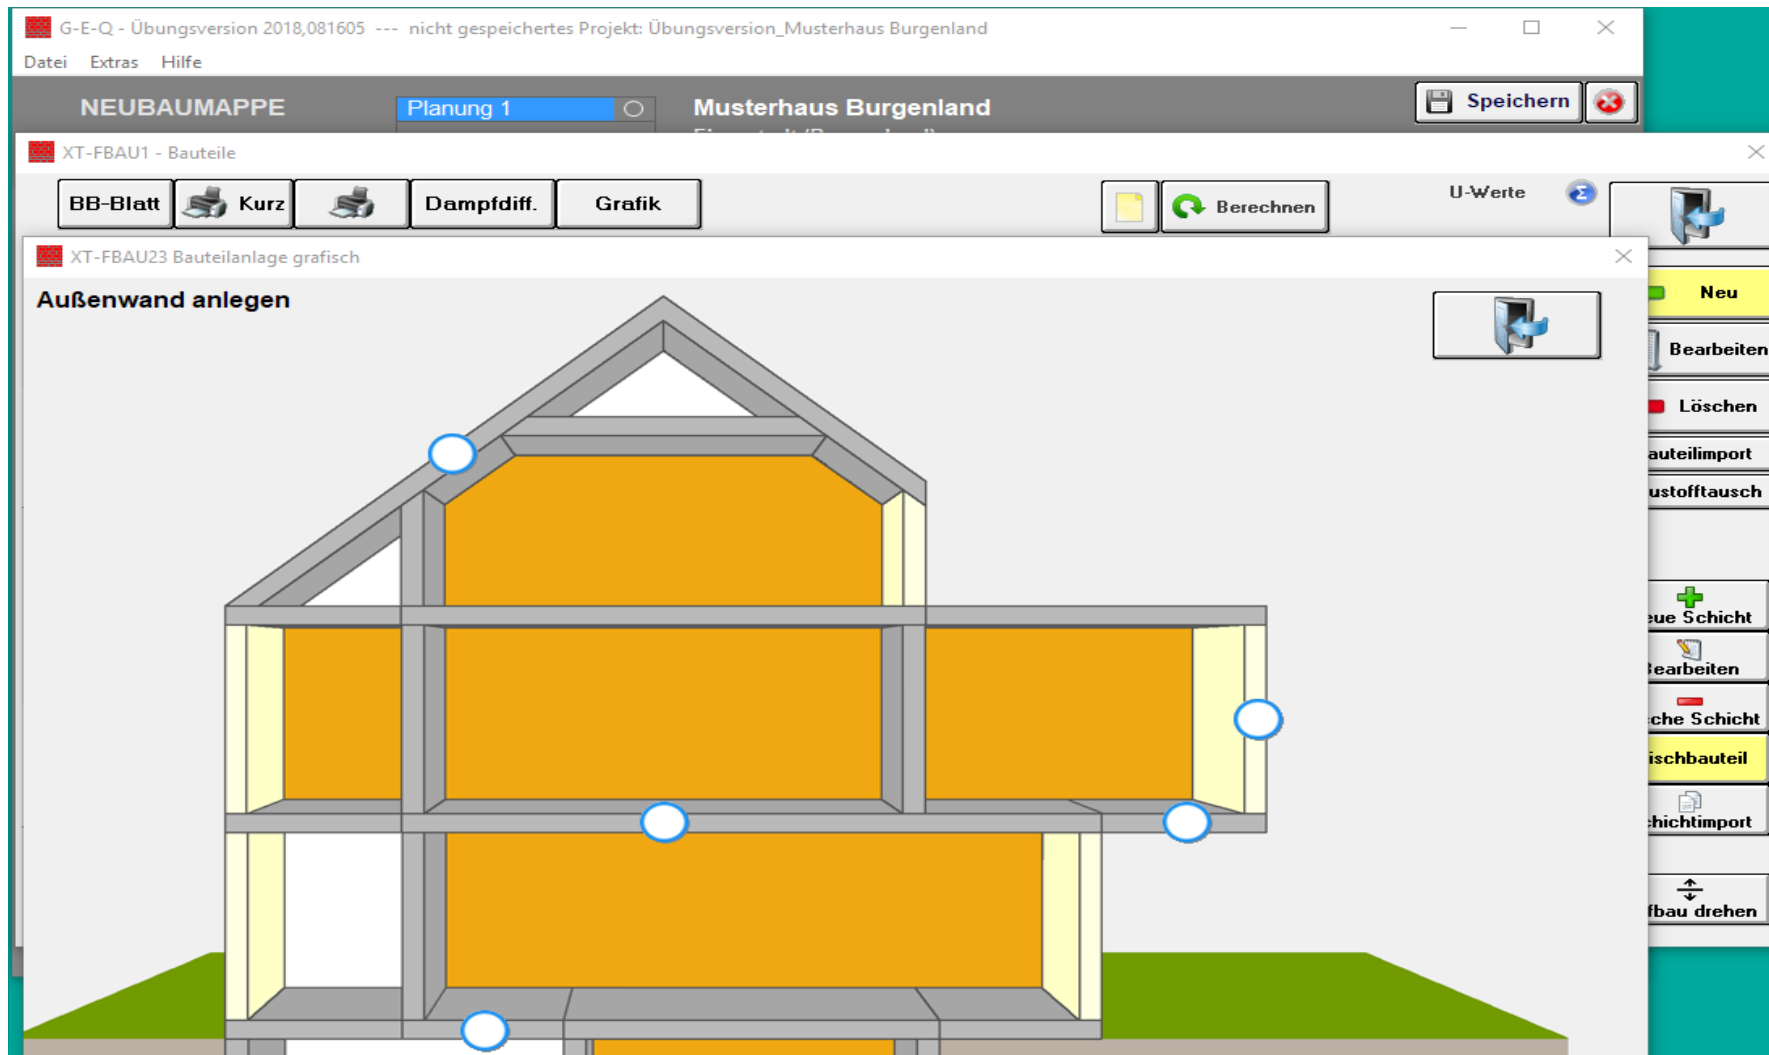 G-E-Q - Übungsversion 2018,081605 --- nicht gespeichertes Projekt: Übungsversion_Musterhaus Burgenland
Datei Extras Hilfe
NEUBAUMAPPE
Planung 1
Musterhaus Burgenland
Speichern
XT-FBAU1 - Bauteile
BB-Blatt
Kurz
Dampfdiff.
Grafik
Berechnen
U-Werte
XT-FBAU23 Bauteilanlage grafisch
Außenwand anlegen
Neu
Bearbeiten
Löschen
auteilimport
ustofftausch
eue Schicht
earbeiten
che Schicht
ischbauteil
hichtimport
fbau drehen